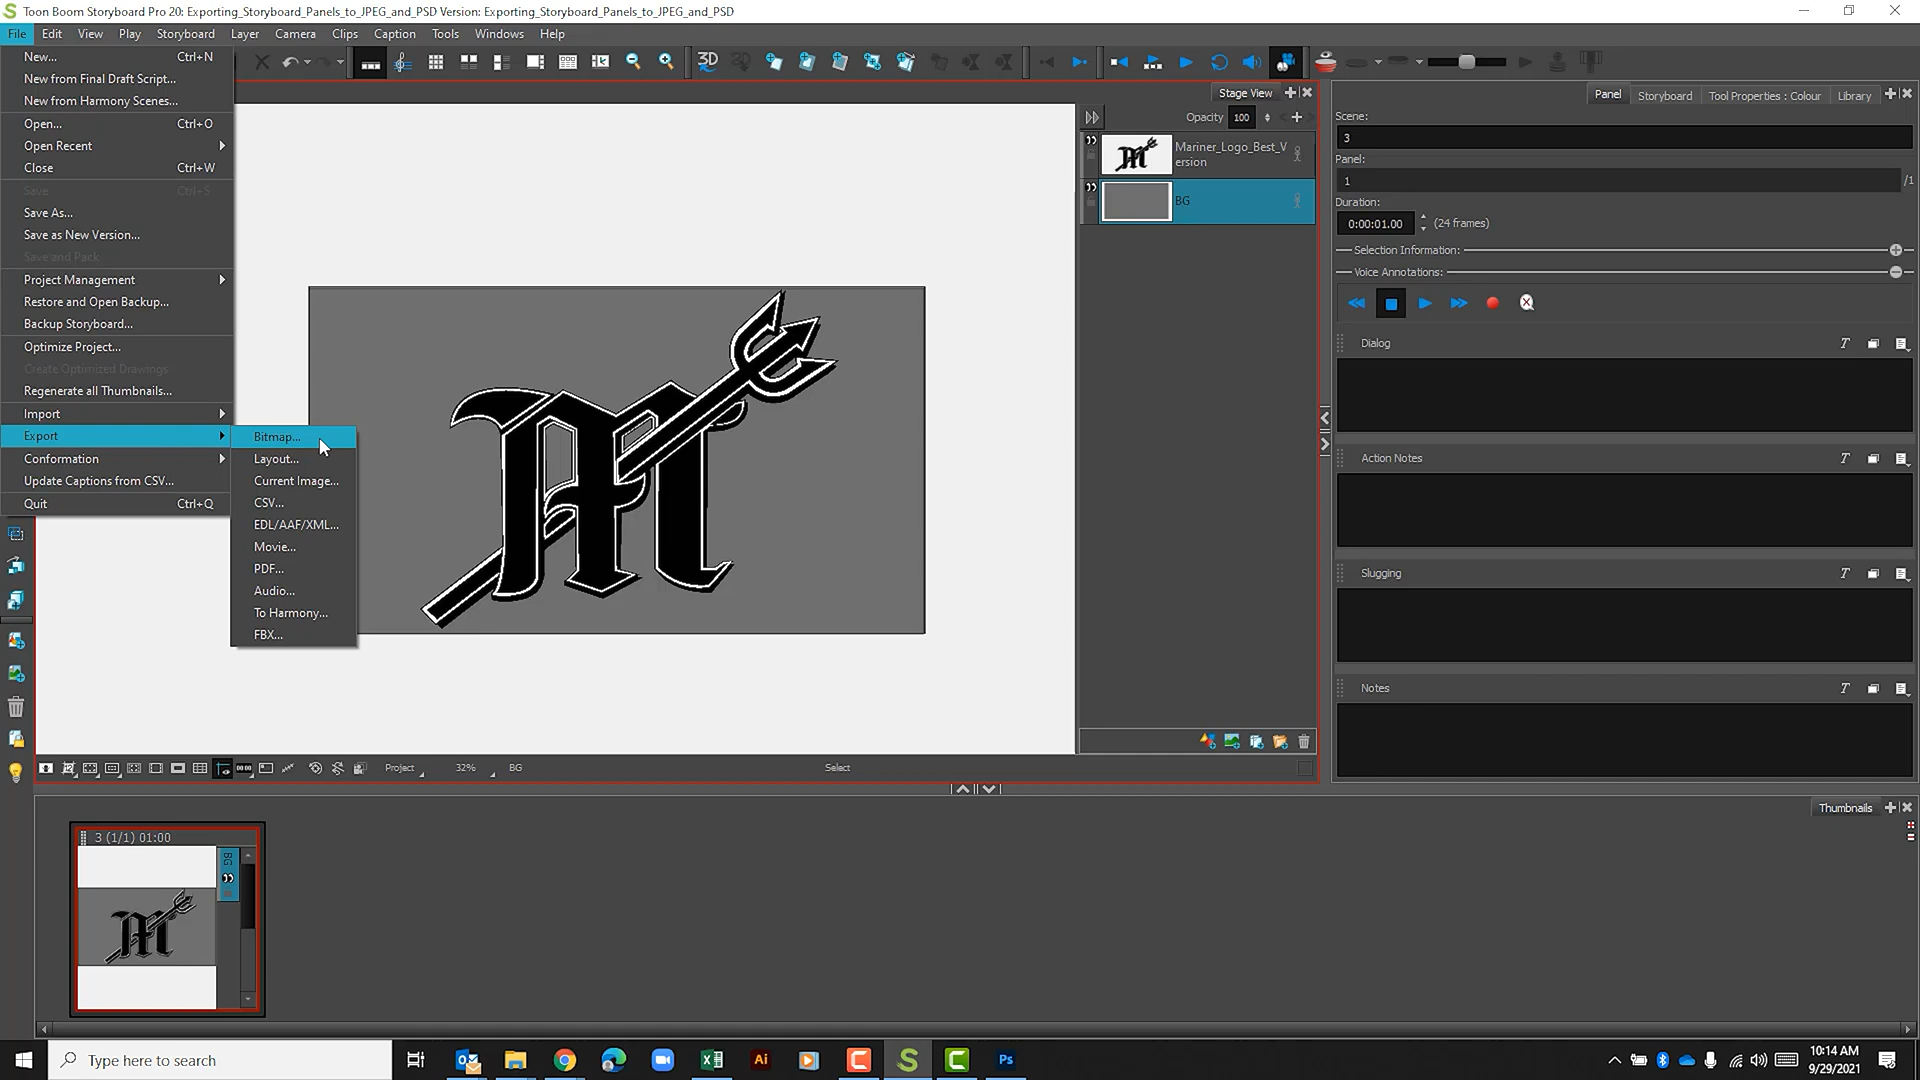 Toon Boom Storyboard Pro 20: Exporting_Storyboard_Panels_to_JPEG_and_PSD Version: Exporting_Storyboard_Panels_to_JPEG_and_PSD
File Edit View Play Storyboard Layer Camera Clips Caption Tools Windows Help
New... Ctrl+N
New from Final Draft Script...
New from Harmony Scenes...
Open... Ctrl+O
Open Recent
Close Ctrl+W
Save Ctrl+S
Save As...
Save as New Version...
Save and Pack
Project Management
Restore and Open Backup...
Backup Storyboard...
Optimize Project...
Create Optimized Drawings
Regenerate all Thumbnails...
Import
Export
Conformation
Update Captions from CSV...
Quit Ctrl+Q
Bitmap...
Layout...
Current Image...
CSV...
EDL/AAF/XML...
Movie...
PDF...
Audio...
To Harmony...
FBX...
3D
Stage View
Opacity 100
Mariner_Logo_Best_V
ersion
BG
M
Project 32% BG Select
Panel Storyboard Tool Properties : Colour Library
Scene:
3
Panel:
1 /1
Duration:
0:00:01.00 (24 frames)
Selection Information:
Voice Annotations:
Dialog
Action Notes
Slugging
Notes
Thumbnails
3 (1/1) 01:00
BG
M
Type here to search
Ai
S
C
Ps
10:14 AM
9/29/2021